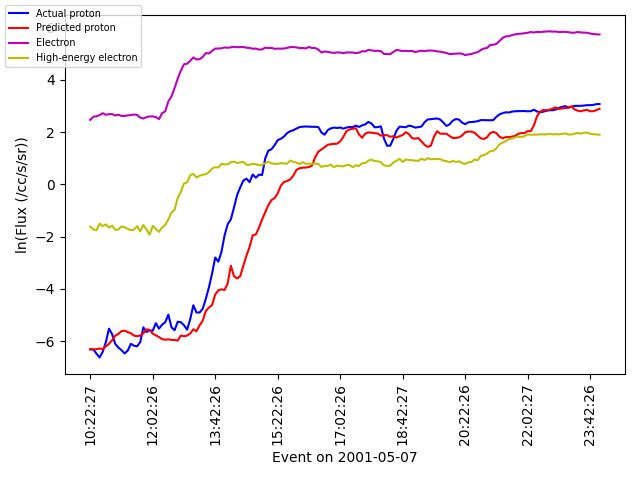 Actual proton
Predicted proton
Electron
High-energy electron
4
2
0
−2
−4
−6
ln(Flux (/cc/s/sr))
10:22:27
12:02:26
13:42:26
15:22:26
17:02:26
18:42:27
20:22:26
22:02:27
23:42:26
Event on 2001-05-07